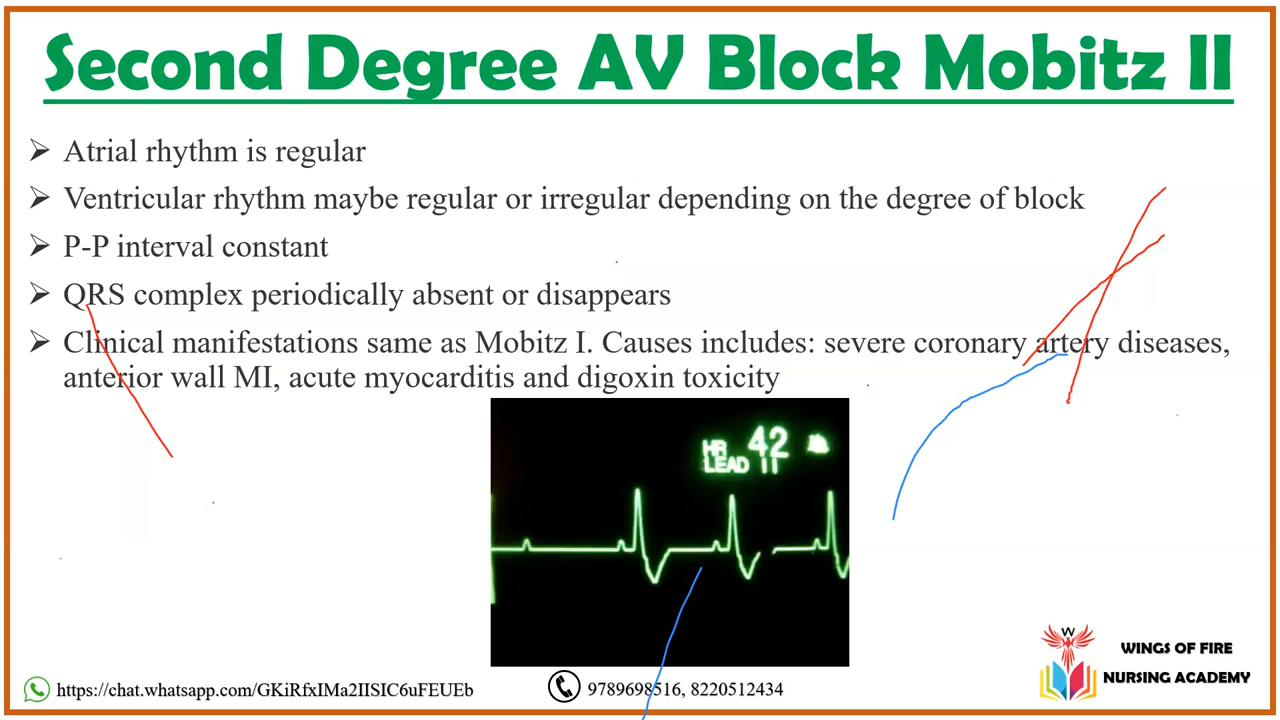 Second Degree AV Block Mobitz II
Atrial rhythm is regular
Ventricular rhythm maybe regular or irregular depending on the degree of block
P-P interval constant
QRS complex periodically absent or disappears
Clinical manifestations same as Mobitz I. Causes includes: severe coronary artery diseases,
anterior wall MI, acute myocarditis and digoxin toxicity
HR 42
LEAD II
W
WINGS OF FIRE
NURSING ACADEMY
https://chat.whatsapp.com/GKiRfxIMa2IISIC6uFEUEb
9789698516, 8220512434